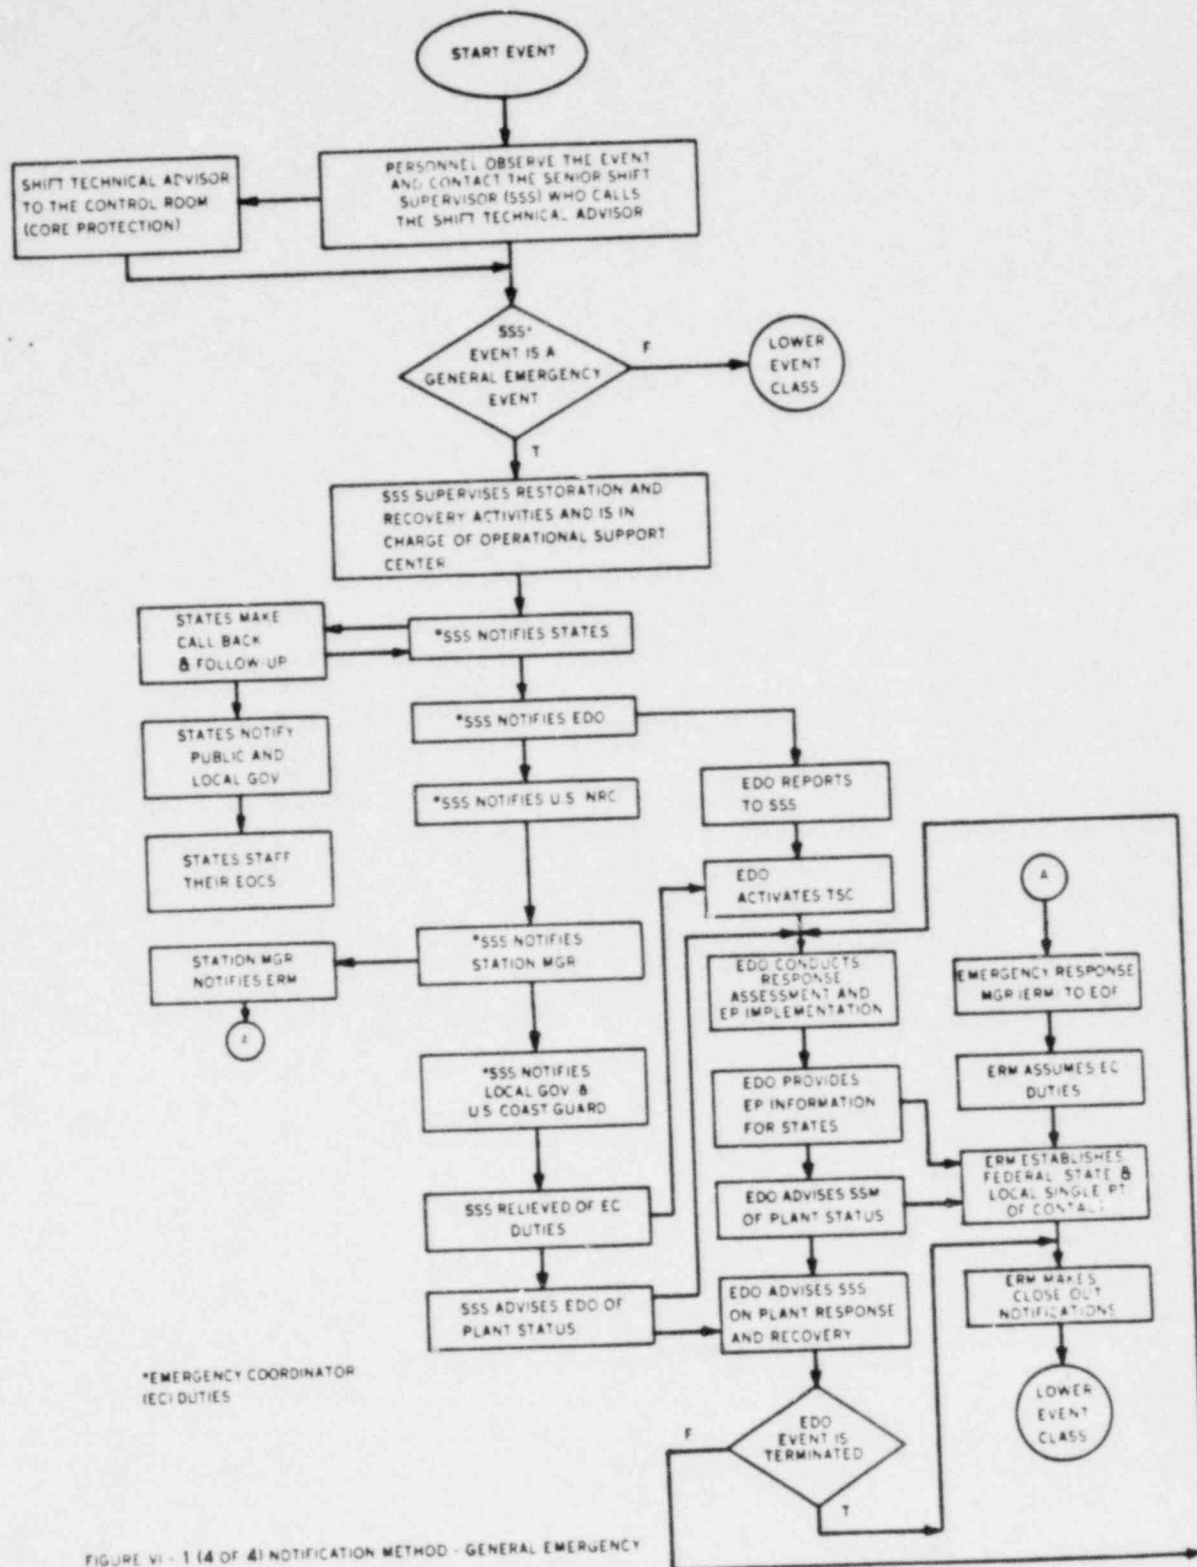 START EVENT
PERSONNEL OBSERVE THE EVENT
AND CONTACT THE SENIOR SHIFT
SUPERVISOR (SSS) WHO CALLS
THE SHIFT TECHNICAL ADVISOR
SHIFT TECHNICAL ADVISOR
TO THE CONTROL ROOM
(CORE PROTECTION)
SSS*
EVENT IS A
GENERAL EMERGENCY
EVENT
F
LOWER
EVENT
CLASS
T
SSS SUPERVISES RESTORATION AND
RECOVERY ACTIVITIES AND IS IN
CHARGE OF OPERATIONAL SUPPORT
CENTER
STATES MAKE
CALL BACK
& FOLLOW-UP
*SSS NOTIFIES STATES
STATES NOTIFY
PUBLIC AND
LOCAL GOV
*SSS NOTIFIES EDO
*SSS NOTIFIES U.S. NRC
EDO REPORTS
TO SSS
STATES STAFF
THEIR EOCS
EDO
ACTIVATES TSC
A
STATION MGR
NOTIFIES ERM
*SSS NOTIFIES
STATION MGR
EDO CONDUCTS
RESPONSE
ASSESSMENT AND
EP IMPLEMENTATION
EMERGENCY RESPONSE
MGR (ERM) TO EOF
*SSS NOTIFIES
LOCAL GOV &
U.S COAST GUARD
EDO PROVIDES
EP INFORMATION
FOR STATES
ERM ASSUMES EC
DUTIES
SSS RELIEVED OF EC
DUTIES
EDO ADVISES SSM
OF PLANT STATUS
ERM ESTABLISHES
FEDERAL STATE &
LOCAL SINGLE PT
OF CONTACT
SSS ADVISES EDO OF
PLANT STATUS
EDO ADVISES SSS
ON PLANT RESPONSE
AND RECOVERY
ERM MAKES
CLOSE OUT
NOTIFICATIONS
*EMERGENCY COORDINATOR
(EC) DUTIES
F
EDO
EVENT IS
TERMINATED
T
LOWER
EVENT
CLASS
FIGURE VI - 1 (4 OF 4) NOTIFICATION METHOD - GENERAL EMERGENCY